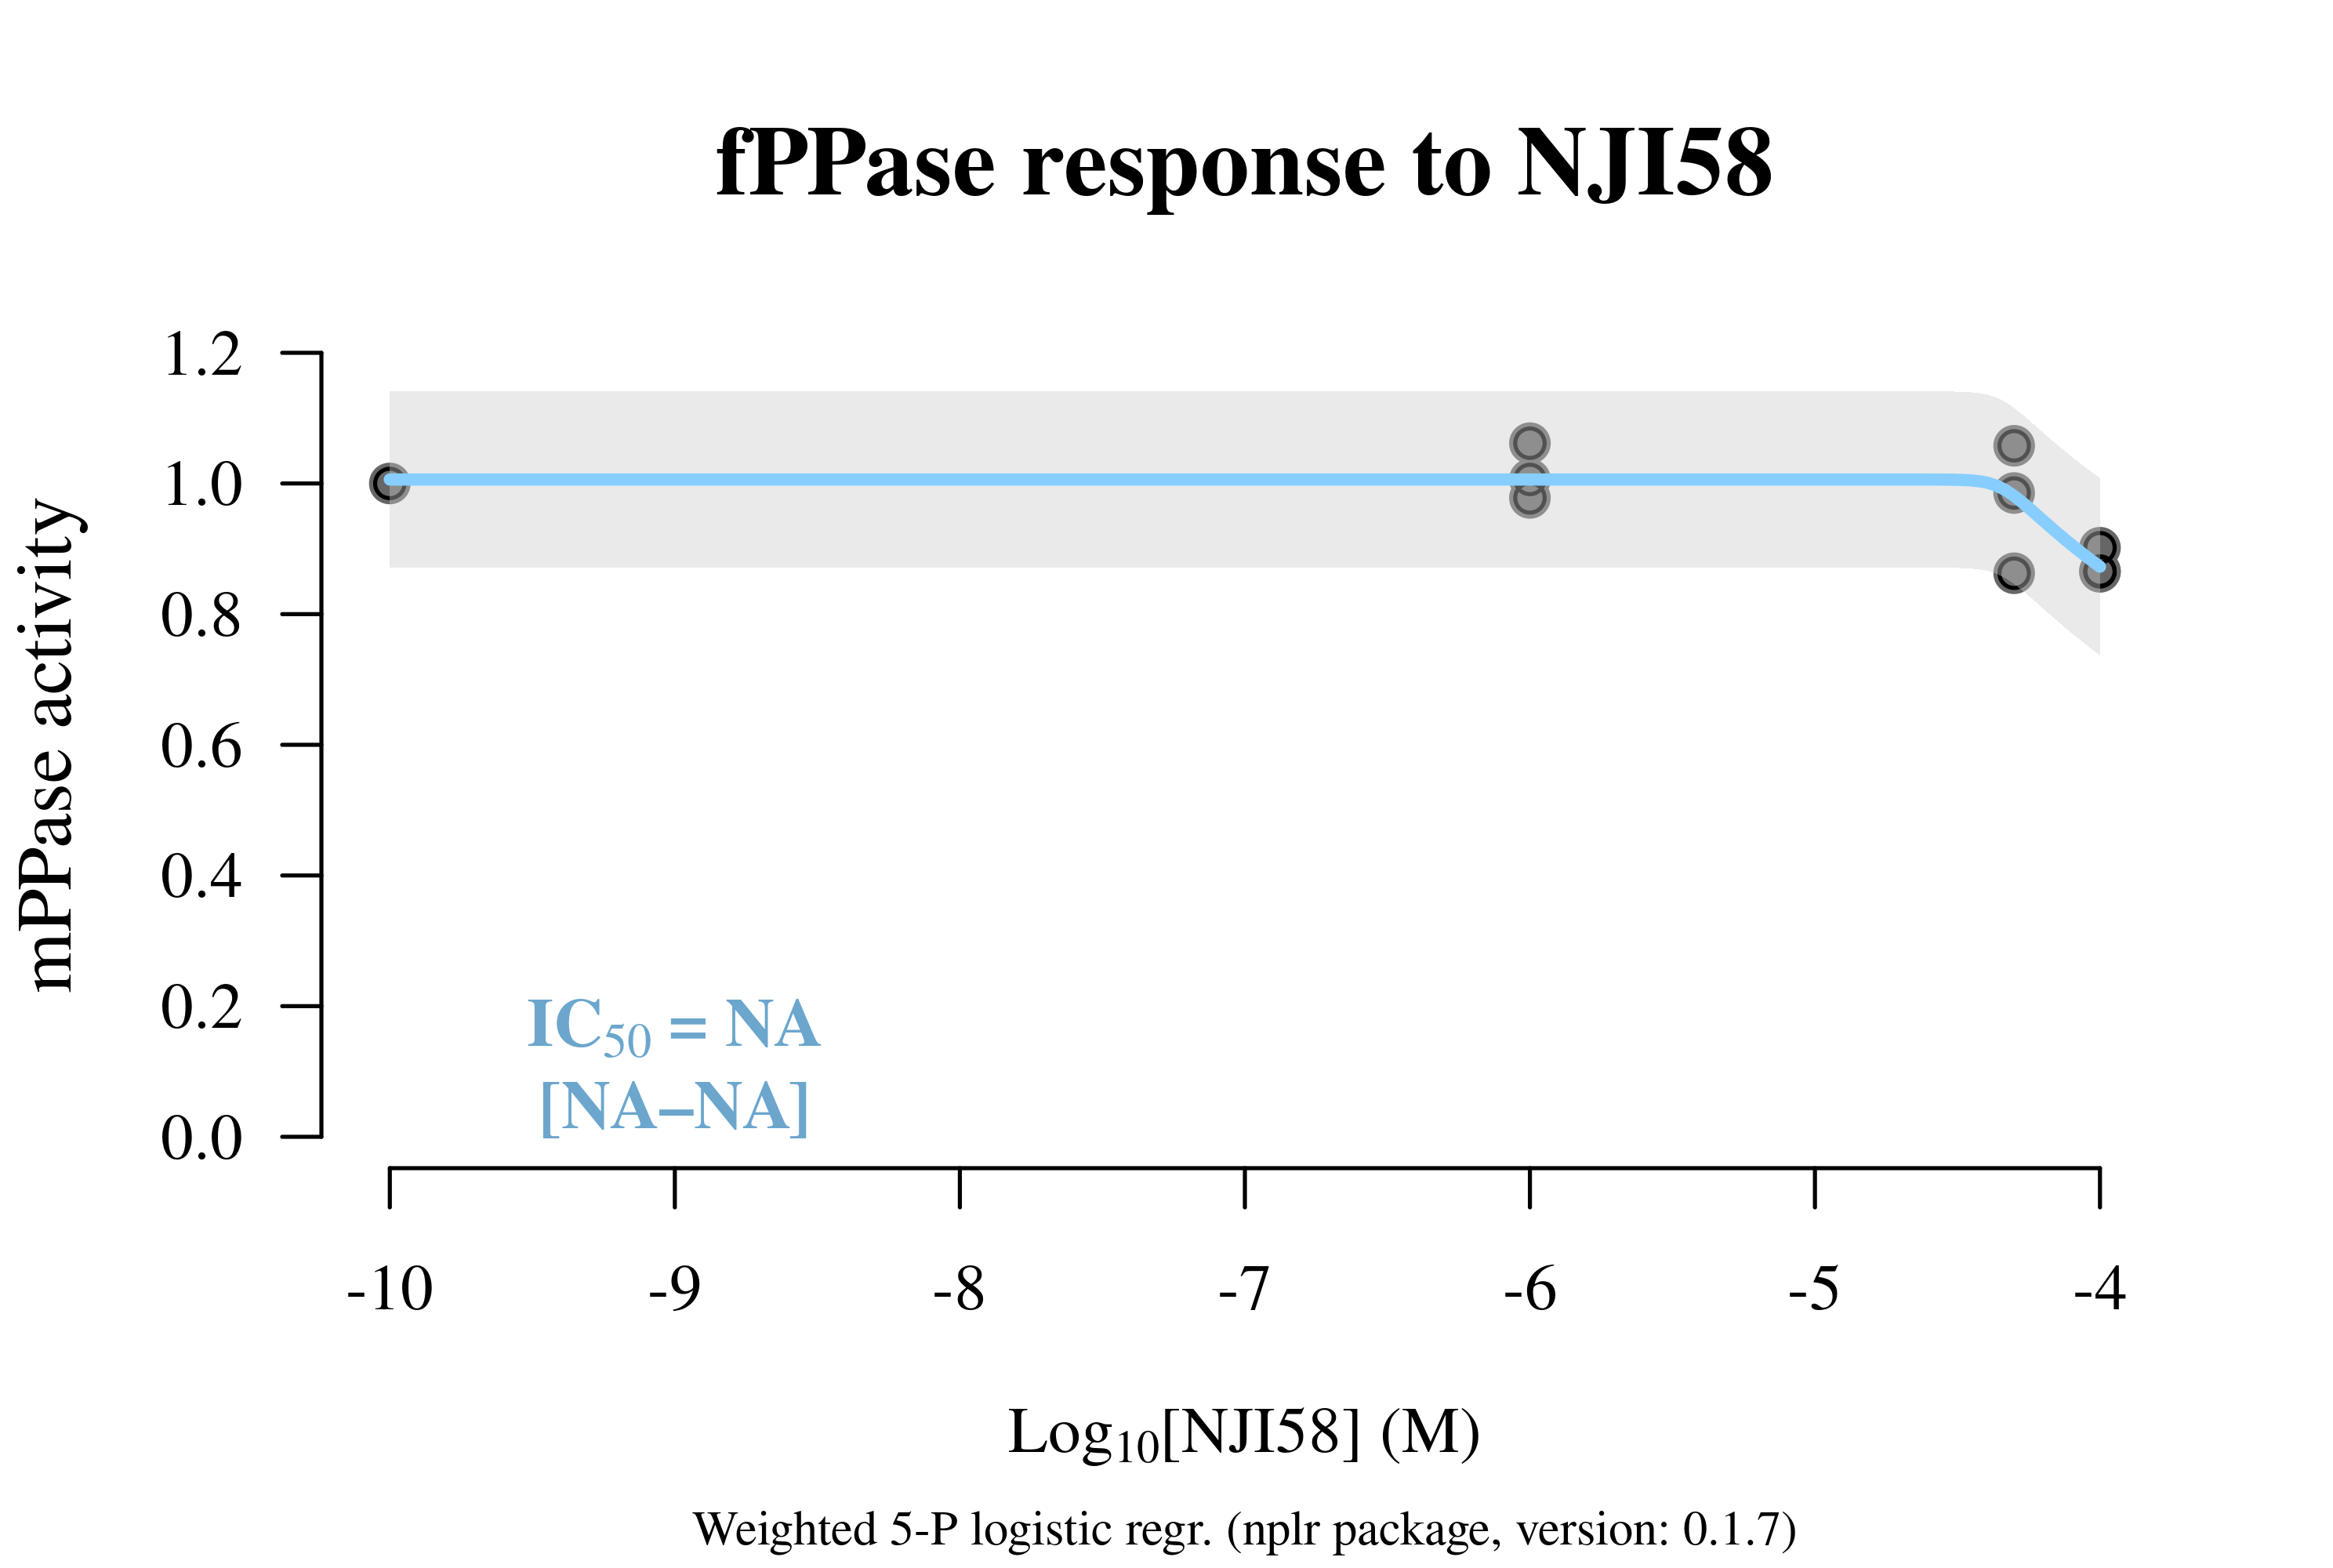 fPPase response to NJI58
mPPase activity
1.2
1.0
0.8
0.6
0.4
0.2
0.0
IC50 = NA
[NA–NA]
-10 -9 -8 -7 -6 -5 -4
Log10[NJI58] (M)
Weighted 5-P logistic regr. (nplr package, version: 0.1.7)